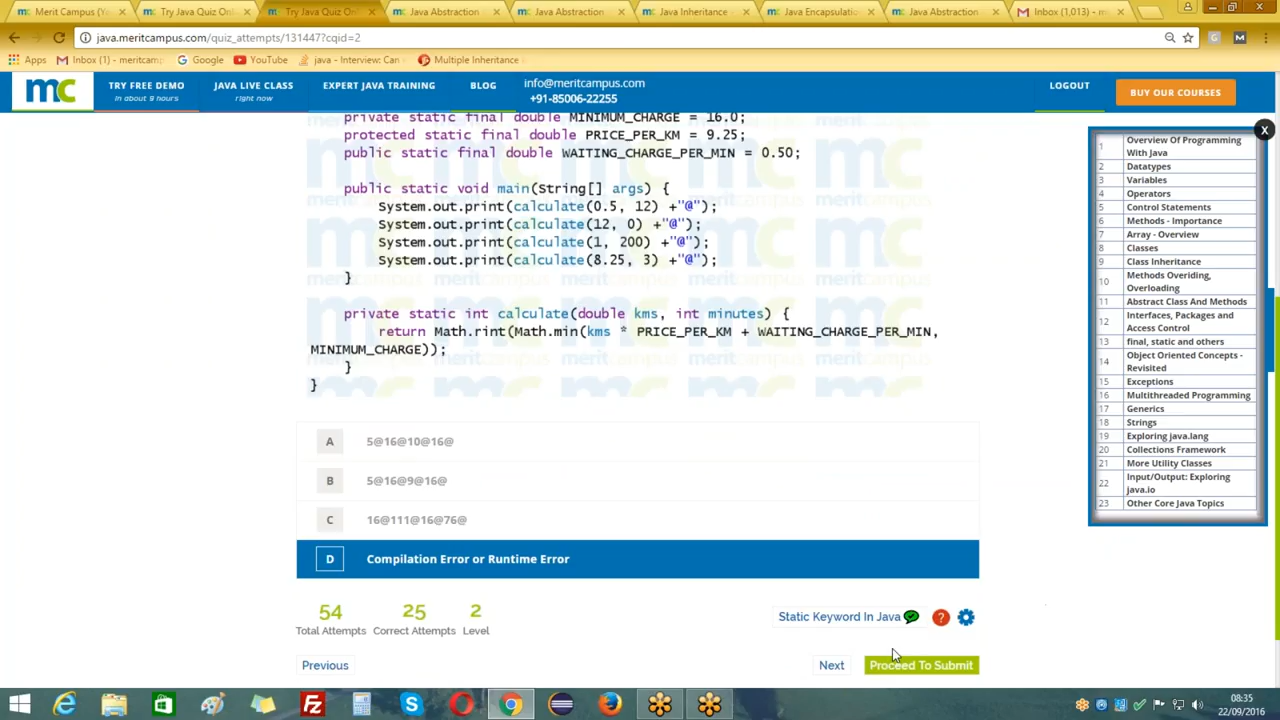 Merit Campus (Ye
Try Java Quiz Onl
Try Java Quiz Onl
Java Abstraction
Java Abstraction
Java Inheritance -
Java Encapsulatio
Java Abstraction
Inbox (1,013) - m
java.meritcampus.com/quiz_attempts/131447?cqid=2
Apps
Inbox (1) - meritcamp
Google
YouTube
java - Interview: Can
Multiple Inheritance
mc
TRY FREE DEMO
In about 9 hours
JAVA LIVE CLASS
right now
EXPERT JAVA TRAINING
BLOG
info@meritcampus.com
+91-85006-22255
LOGOUT
BUY OUR COURSES
private static final double MINIMUM_CHARGE = 16.0;
protected static final double PRICE_PER_KM = 9.25;
public static final double WAITING_CHARGE_PER_MIN = 0.50;
public static void main(String[] args) {
System.out.print(calculate(0.5, 12) +"@");
System.out.print(calculate(12, 0) +"@");
System.out.print(calculate(1, 200) +"@");
System.out.print(calculate(8.25, 3) +"@");
}
private static int calculate(double kms, int minutes) {
return Math.rint(Math.min(kms * PRICE_PER_KM + WAITING_CHARGE_PER_MIN,
MINIMUM_CHARGE));
}
}
A 5@16@10@16@
B 5@16@9@16@
C 16@111@16@76@
D Compilation Error or Runtime Error
54 25 2
Total Attempts Correct Attempts Level
Static Keyword In Java
?
Previous
Next
Proceed To Submit
X
1 Overview Of Programming
With Java
2 Datatypes
3 Variables
4 Operators
5 Control Statements
6 Methods - Importance
7 Array - Overview
8 Classes
9 Class Inheritance
10 Methods Overiding,
Overloading
11 Abstract Class And Methods
12 Interfaces, Packages and
Access Control
13 final, static and others
14 Object Oriented Concepts -
Revisited
15 Exceptions
16 Multithreaded Programming
17 Generics
18 Strings
19 Exploring java.lang
20 Collections Framework
21 More Utility Classes
22 Input/Output: Exploring
java.io
23 Other Core Java Topics
08:35
22/09/2016